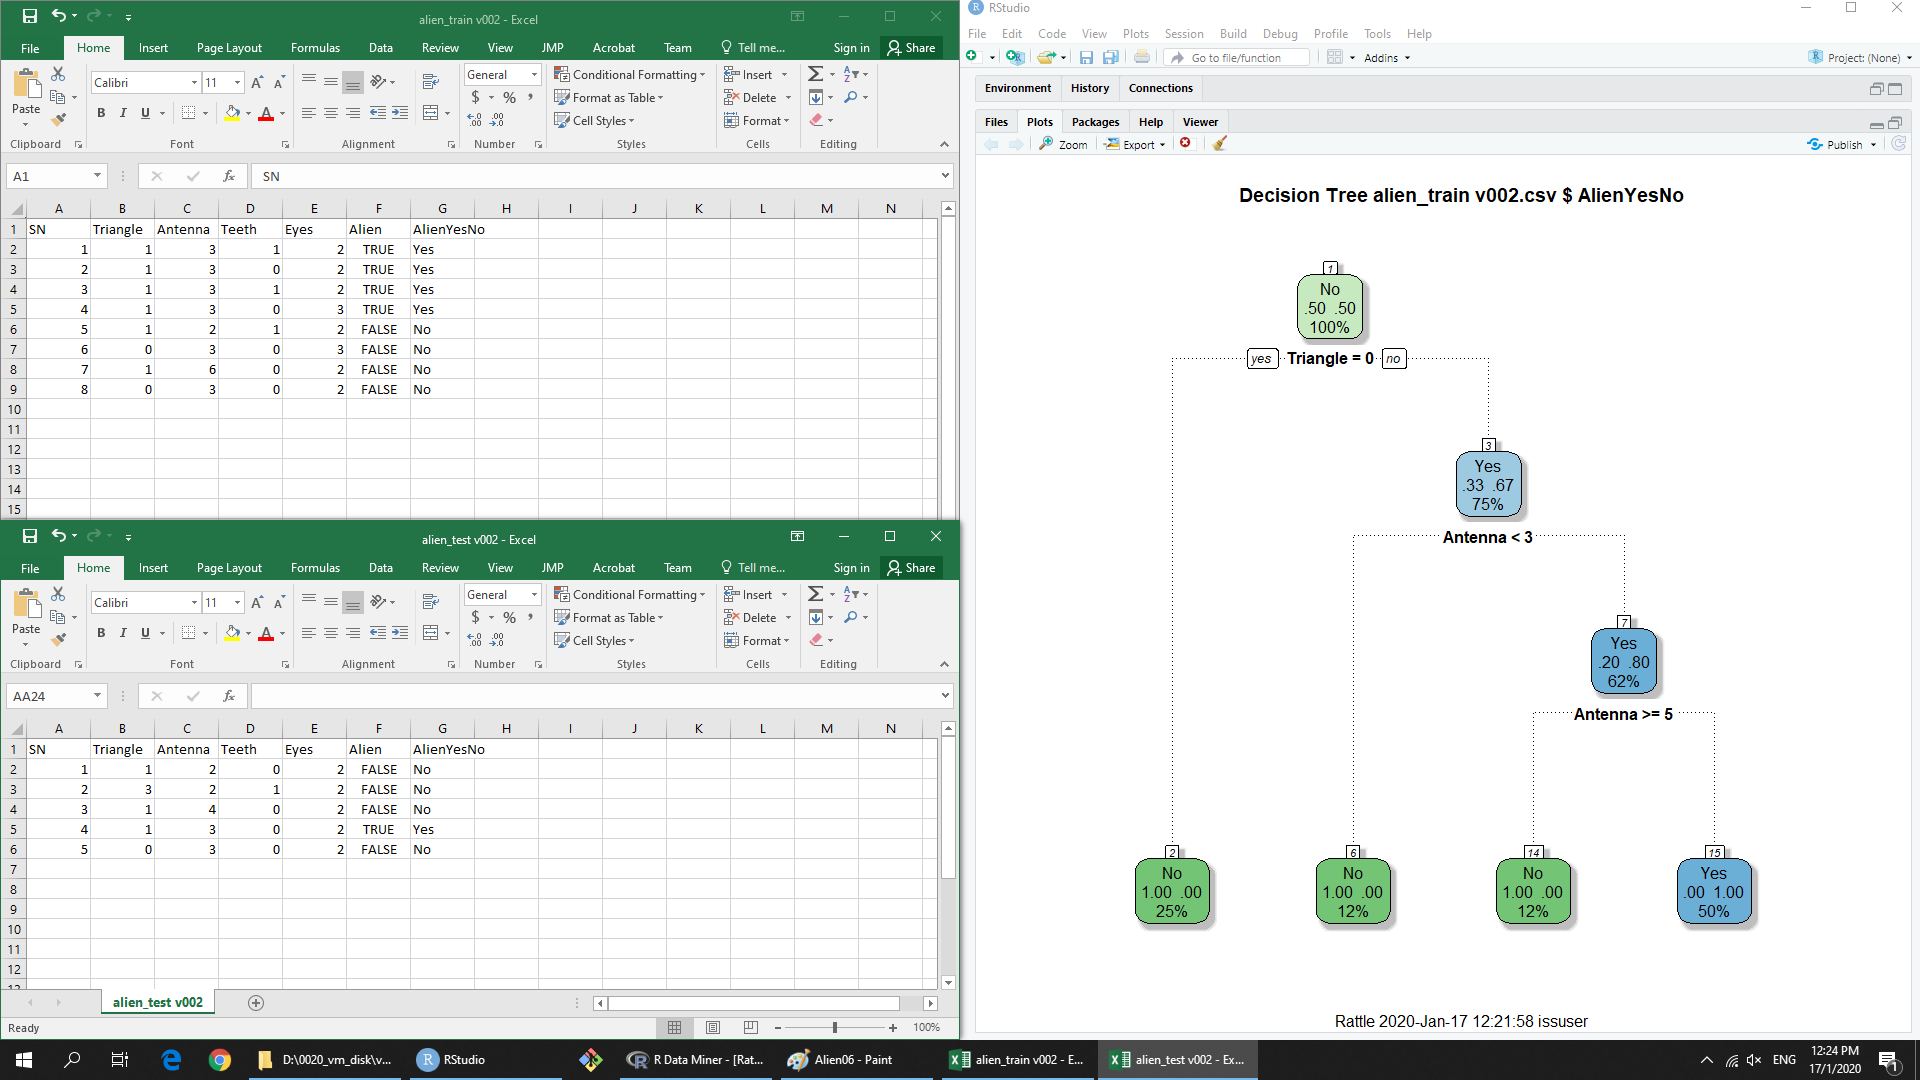 alien_train v002 - Excel
File Home Insert Page Layout Formulas Data Review View JMP Acrobat Team Tell me... Sign in Share
Calibri 11 General Conditional Formatting Insert
Paste B I U $ % , Format as Table Delete
Cell Styles Format
Clipboard Font Alignment Number Styles Cells Editing
A1 fx SN
A B C D E F G H I J K L M N
1 SN Triangle Antenna Teeth Eyes Alien AlienYesNo
2 1 1 3 1 2 TRUE Yes
3 2 1 3 0 2 TRUE Yes
4 3 1 3 1 2 TRUE Yes
5 4 1 3 0 3 TRUE Yes
6 5 1 2 1 2 FALSE No
7 6 0 3 0 3 FALSE No
8 7 1 6 0 2 FALSE No
9 8 0 3 0 2 FALSE No
10
11
12
13
14
15
alien_test v002 - Excel
File Home Insert Page Layout Formulas Data Review View JMP Acrobat Team Tell me... Sign in Share
Calibri 11 General Conditional Formatting Insert
Paste B I U $ % , Format as Table Delete
Cell Styles Format
Clipboard Font Alignment Number Styles Cells Editing
AA24 fx
A B C D E F G H I J K L M N
1 SN Triangle Antenna Teeth Eyes Alien AlienYesNo
2 1 1 2 0 2 FALSE No
3 2 3 2 1 2 FALSE No
4 3 1 4 0 2 FALSE No
5 4 1 3 0 2 TRUE Yes
6 5 0 3 0 2 FALSE No
7
8
9
10
11
12
alien_test v002
Ready 100%
RStudio
File Edit Code View Plots Session Build Debug Profile Tools Help
Go to file/function Addins Project: (None)
Environment History Connections
Files Plots Packages Help Viewer
Zoom Export Publish
Decision Tree alien_train v002.csv $ AlienYesNo
1
No
.50 .50
100%
yes Triangle = 0 no
3
Yes
.33 .67
75%
Antenna < 3
7
Yes
.20 .80
62%
Antenna >= 5
2 6 14 15
No No No Yes
1.00 .00 1.00 .00 1.00 .00 .00 1.00
25% 12% 12% 50%
Rattle 2020-Jan-17 12:21:58 issuser
D:\0020_vm_disk\v... RStudio R Data Miner - [Rat... Alien06 - Paint alien_train v002 - E... alien_test v002 - Ex... ENG 12:24 PM
17/1/2020 1